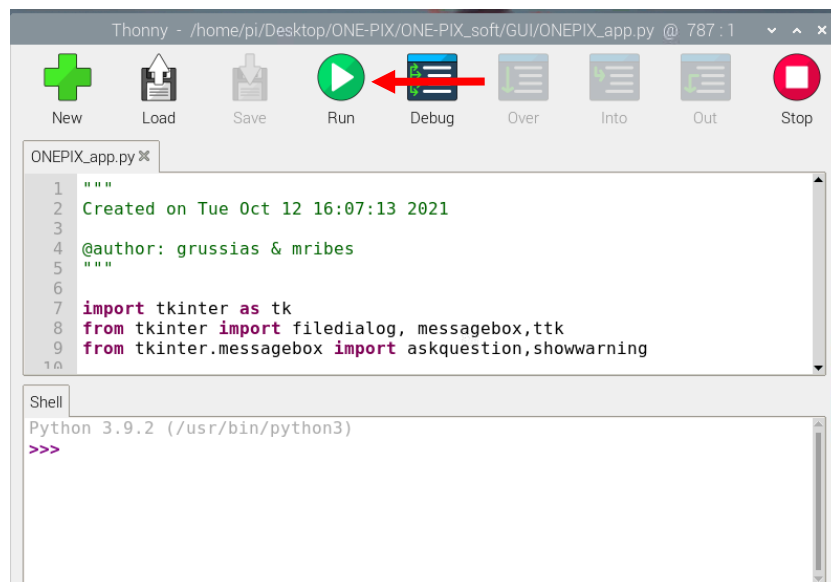 Thonny - /home/pi/Desktop/ONE-PIX/ONE-PIX_soft/GUI/ONEPIX_app.py @ 787 : 1
New Load Save Run Debug Over Into Out Stop
ONEPIX_app.py
1 """
2 Created on Tue Oct 12 16:07:13 2021
3
4 @author: grussias & mribes
5 """
6
7 import tkinter as tk
8 from tkinter import filedialog, messagebox,ttk
9 from tkinter.messagebox import askquestion,showwarning
10
Shell
Python 3.9.2 (/usr/bin/python3)
>>>